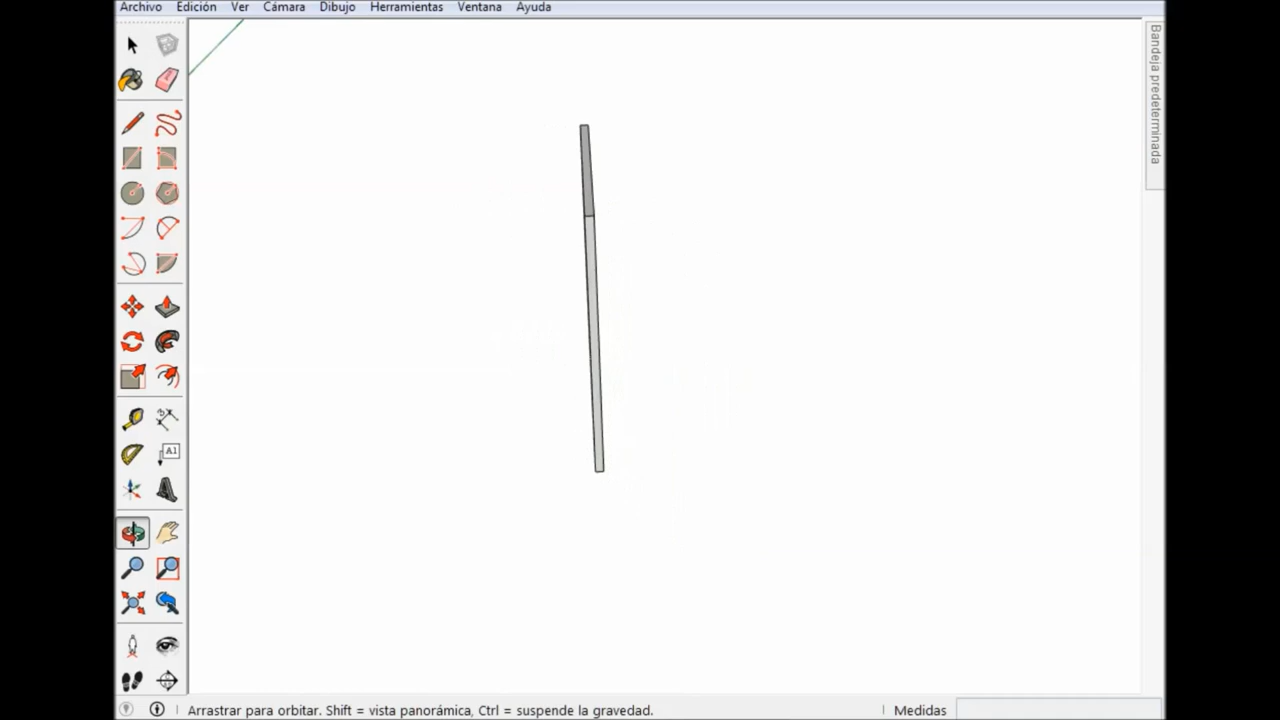 Archivo Edición Ver Cámara Dibujo Herramientas Ventana Ayuda
Bandeja predeterminada
A1
Arrastrar para orbitar. Shift = vista panorámica, Ctrl = suspende la gravedad.
Medidas